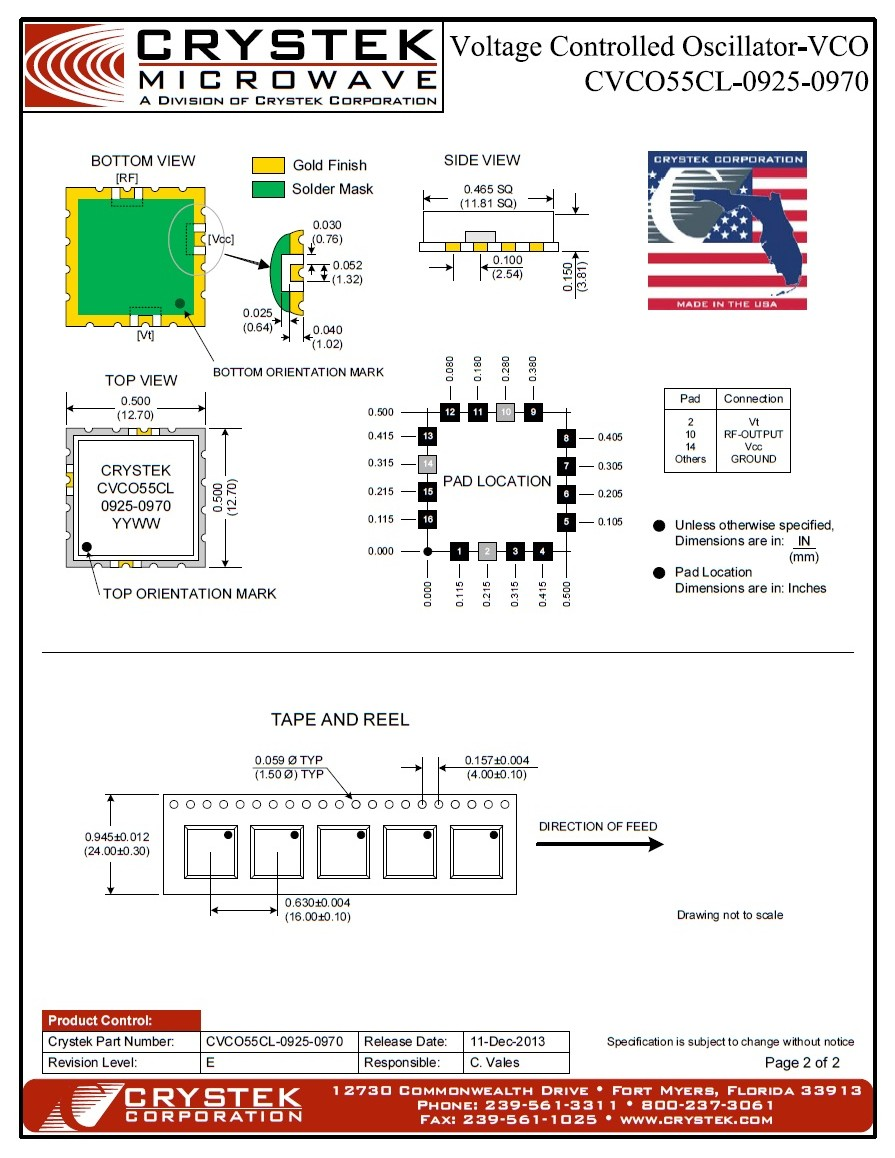 CRYSTEK
MICROWAVE
A DIVISION OF CRYSTEK CORPORATION
Voltage Controlled Oscillator-VCO
CVCO55CL-0925-0970
BOTTOM VIEW
[RF]
[Vcc]
[Vt]
BOTTOM ORIENTATION MARK
Gold Finish
Solder Mask
0.030
(0.76)
0.052
(1.32)
0.025
(0.64)
0.040
(1.02)
SIDE VIEW
0.465 SQ
(11.81 SQ)
0.100
(2.54)
0.150
(3.81)
CRYSTEK CORPORATION
MADE IN THE USA
TOP VIEW
0.500
(12.70)
CRYSTEK
CVCO55CL
0925-0970
YYWW
0.500
(12.70)
TOP ORIENTATION MARK
0.080
0.180
0.280
0.380
0.500
12
11
10
9
0.415
13
8
0.405
0.315
14
7
0.305
PAD LOCATION
0.215
15
6
0.205
0.115
16
5
0.105
0.000
1
2
3
4
0.000
0.115
0.215
0.315
0.415
0.500
Pad Connection
2 Vt
10 RF-OUTPUT
14 Vcc
Others GROUND
Unless otherwise specified,
Dimensions are in: IN
(mm)
Pad Location
Dimensions are in: Inches
TAPE AND REEL
0.059 Ø TYP
(1.50 Ø) TYP
0.157±0.004
(4.00±0.10)
0.945±0.012
(24.00±0.30)
DIRECTION OF FEED
0.630±0.004
(16.00±0.10)
Drawing not to scale
Product Control:
Crystek Part Number: CVCO55CL-0925-0970 Release Date: 11-Dec-2013
Revision Level: E Responsible: C. Vales
Specification is subject to change without notice
Page 2 of 2
CRYSTEK
CORPORATION
12730 COMMONWEALTH DRIVE • FORT MYERS, FLORIDA 33913
PHONE: 239-561-3311 • 800-237-3061
FAX: 239-561-1025 • WWW.CRYSTEK.COM